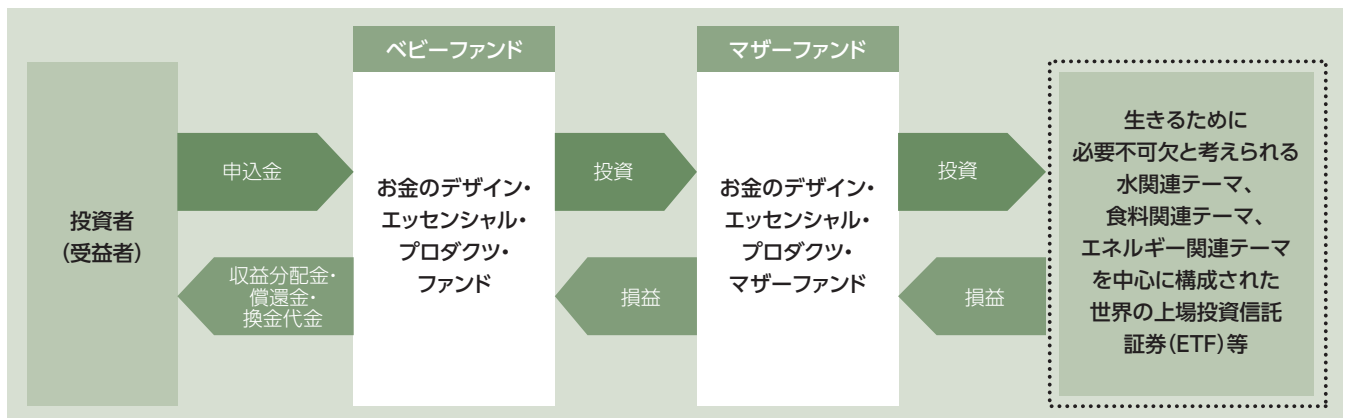 投資者
(受益者)
申込金
収益分配金・
償還金・
換金代金
ベビーファンド
お金のデザイン・
エッセンシャル・
プロダクツ・
ファンド
投資
損益
マザーファンド
お金のデザイン・
エッセンシャル・
プロダクツ・
マザーファンド
投資
損益
生きるために
必要不可欠と考えられる
水関連テーマ、
食料関連テーマ、
エネルギー関連テーマ
を中心に構成された
世界の上場投資信託
証券(ETF)等